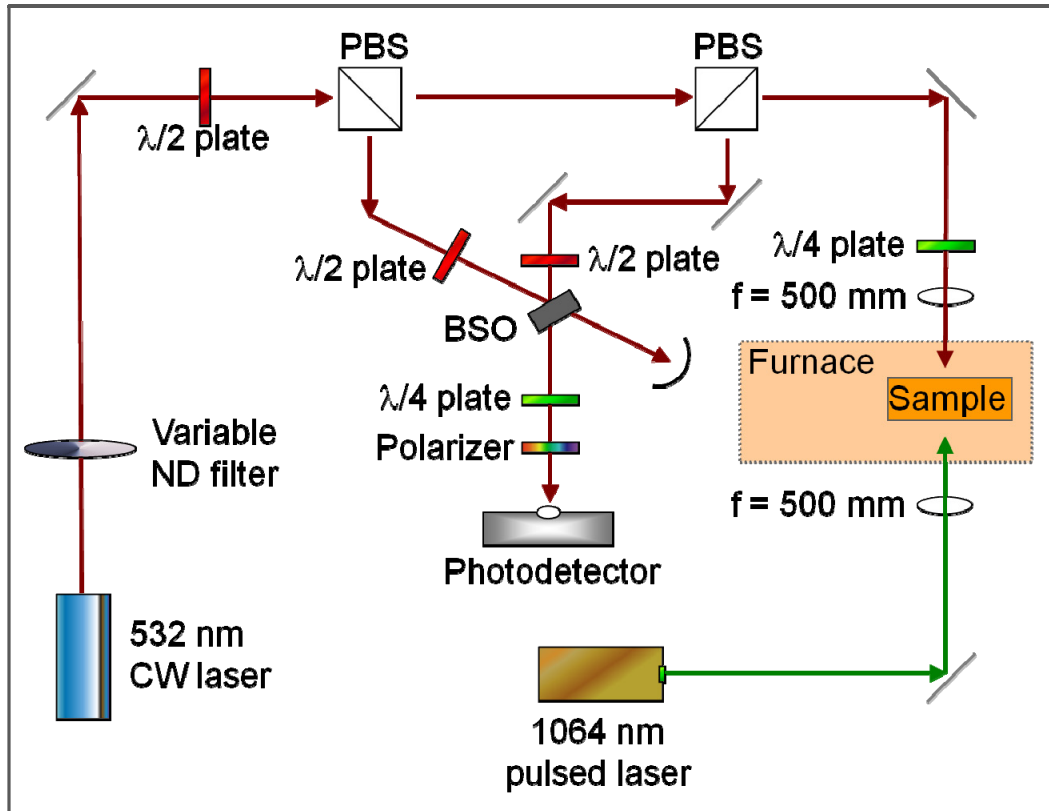 PBS
PBS
λ/2 plate
λ/2 plate
λ/2 plate
λ/4 plate
f = 500 mm
BSO
Furnace
Sample
λ/4 plate
Polarizer
Variable
ND filter
f = 500 mm
Photodetector
532 nm
CW laser
1064 nm
pulsed laser